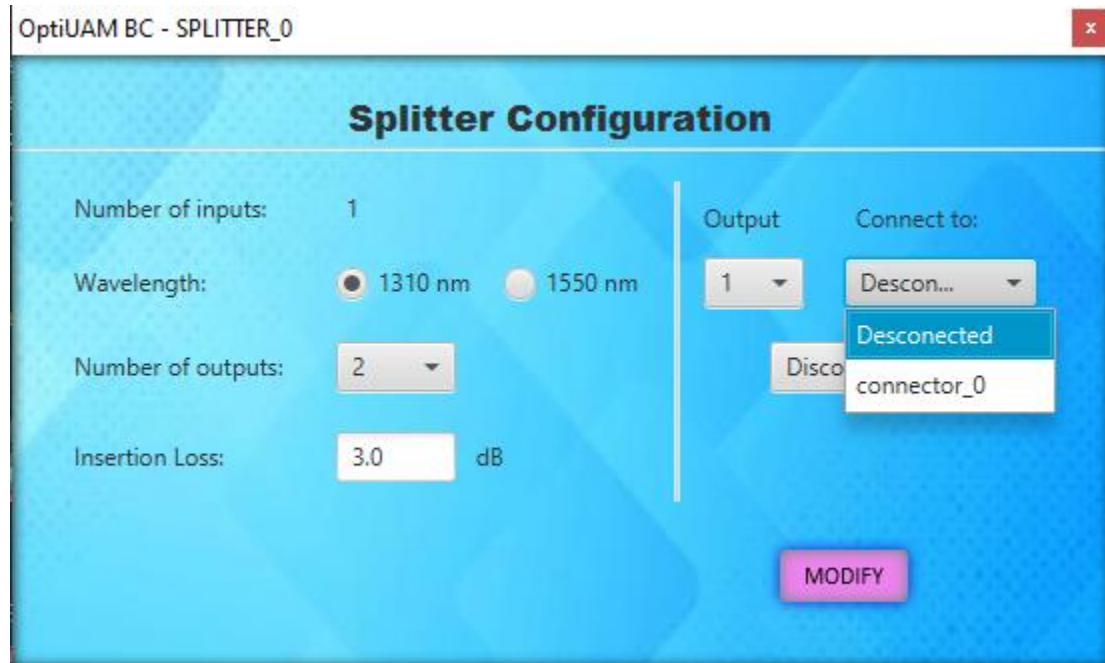 OptiUAM BC - SPLITTER_0
x
Splitter Configuration
Number of inputs: 1
Wavelength: 1310 nm 1550 nm
Number of outputs: 2
Insertion Loss: 3.0 dB
Output Connect to:
1 Descon...
Desconected
connector_0
Disco
MODIFY